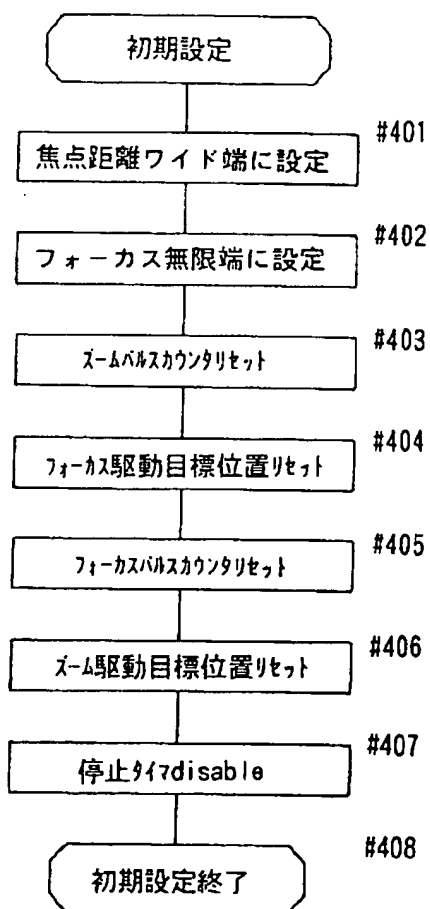 初期設定
#401
焦点距離ワイド端に設定
#402
フォーカス無限端に設定
#403
ズームパルスカウンタリセット
#404
フォーカス駆動目標位置リセット
#405
フォーカスパルスカウンタリセット
#406
ズーム駆動目標位置リセット
#407
停止タイマdisable
#408
初期設定終了